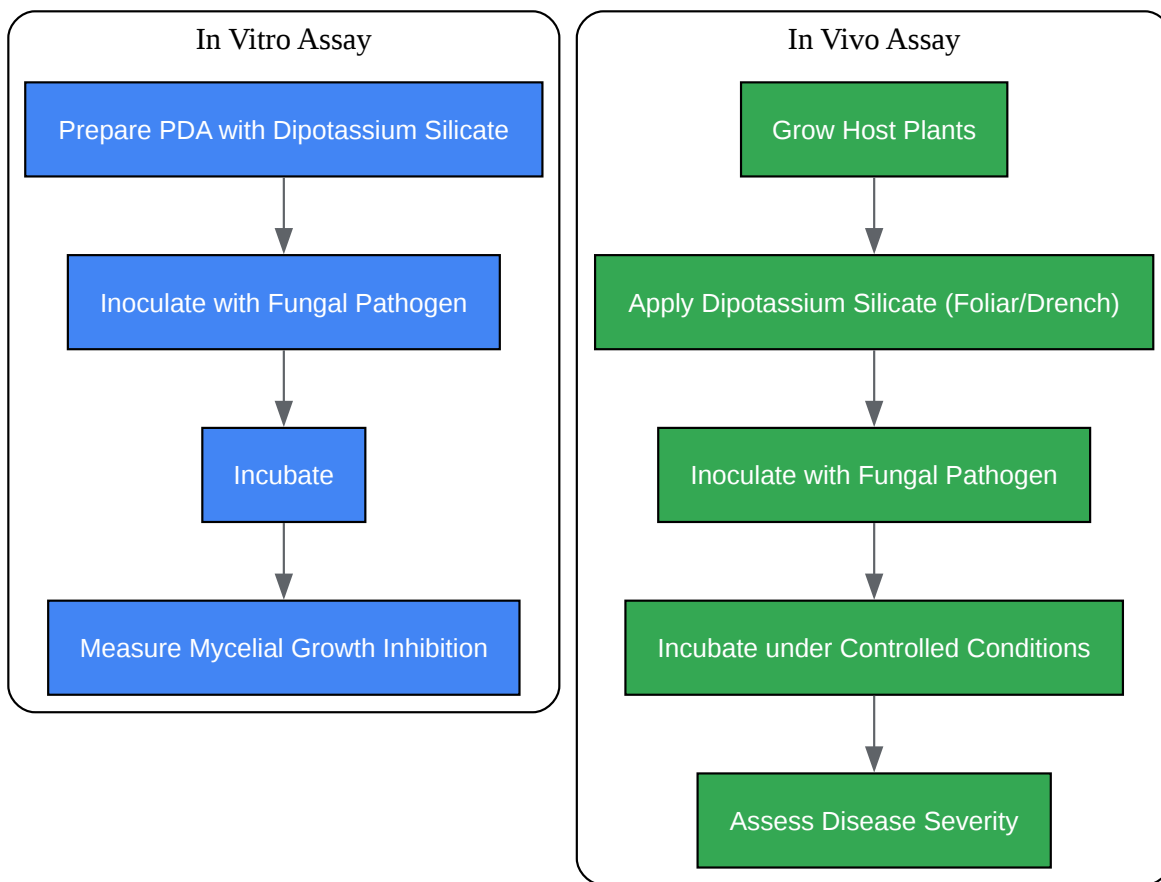 In Vitro Assay
Prepare PDA with Dipotassium Silicate
Inoculate with Fungal Pathogen
Incubate
Measure Mycelial Growth Inhibition
In Vivo Assay
Grow Host Plants
Apply Dipotassium Silicate (Foliar/Drench)
Inoculate with Fungal Pathogen
Incubate under Controlled Conditions
Assess Disease Severity